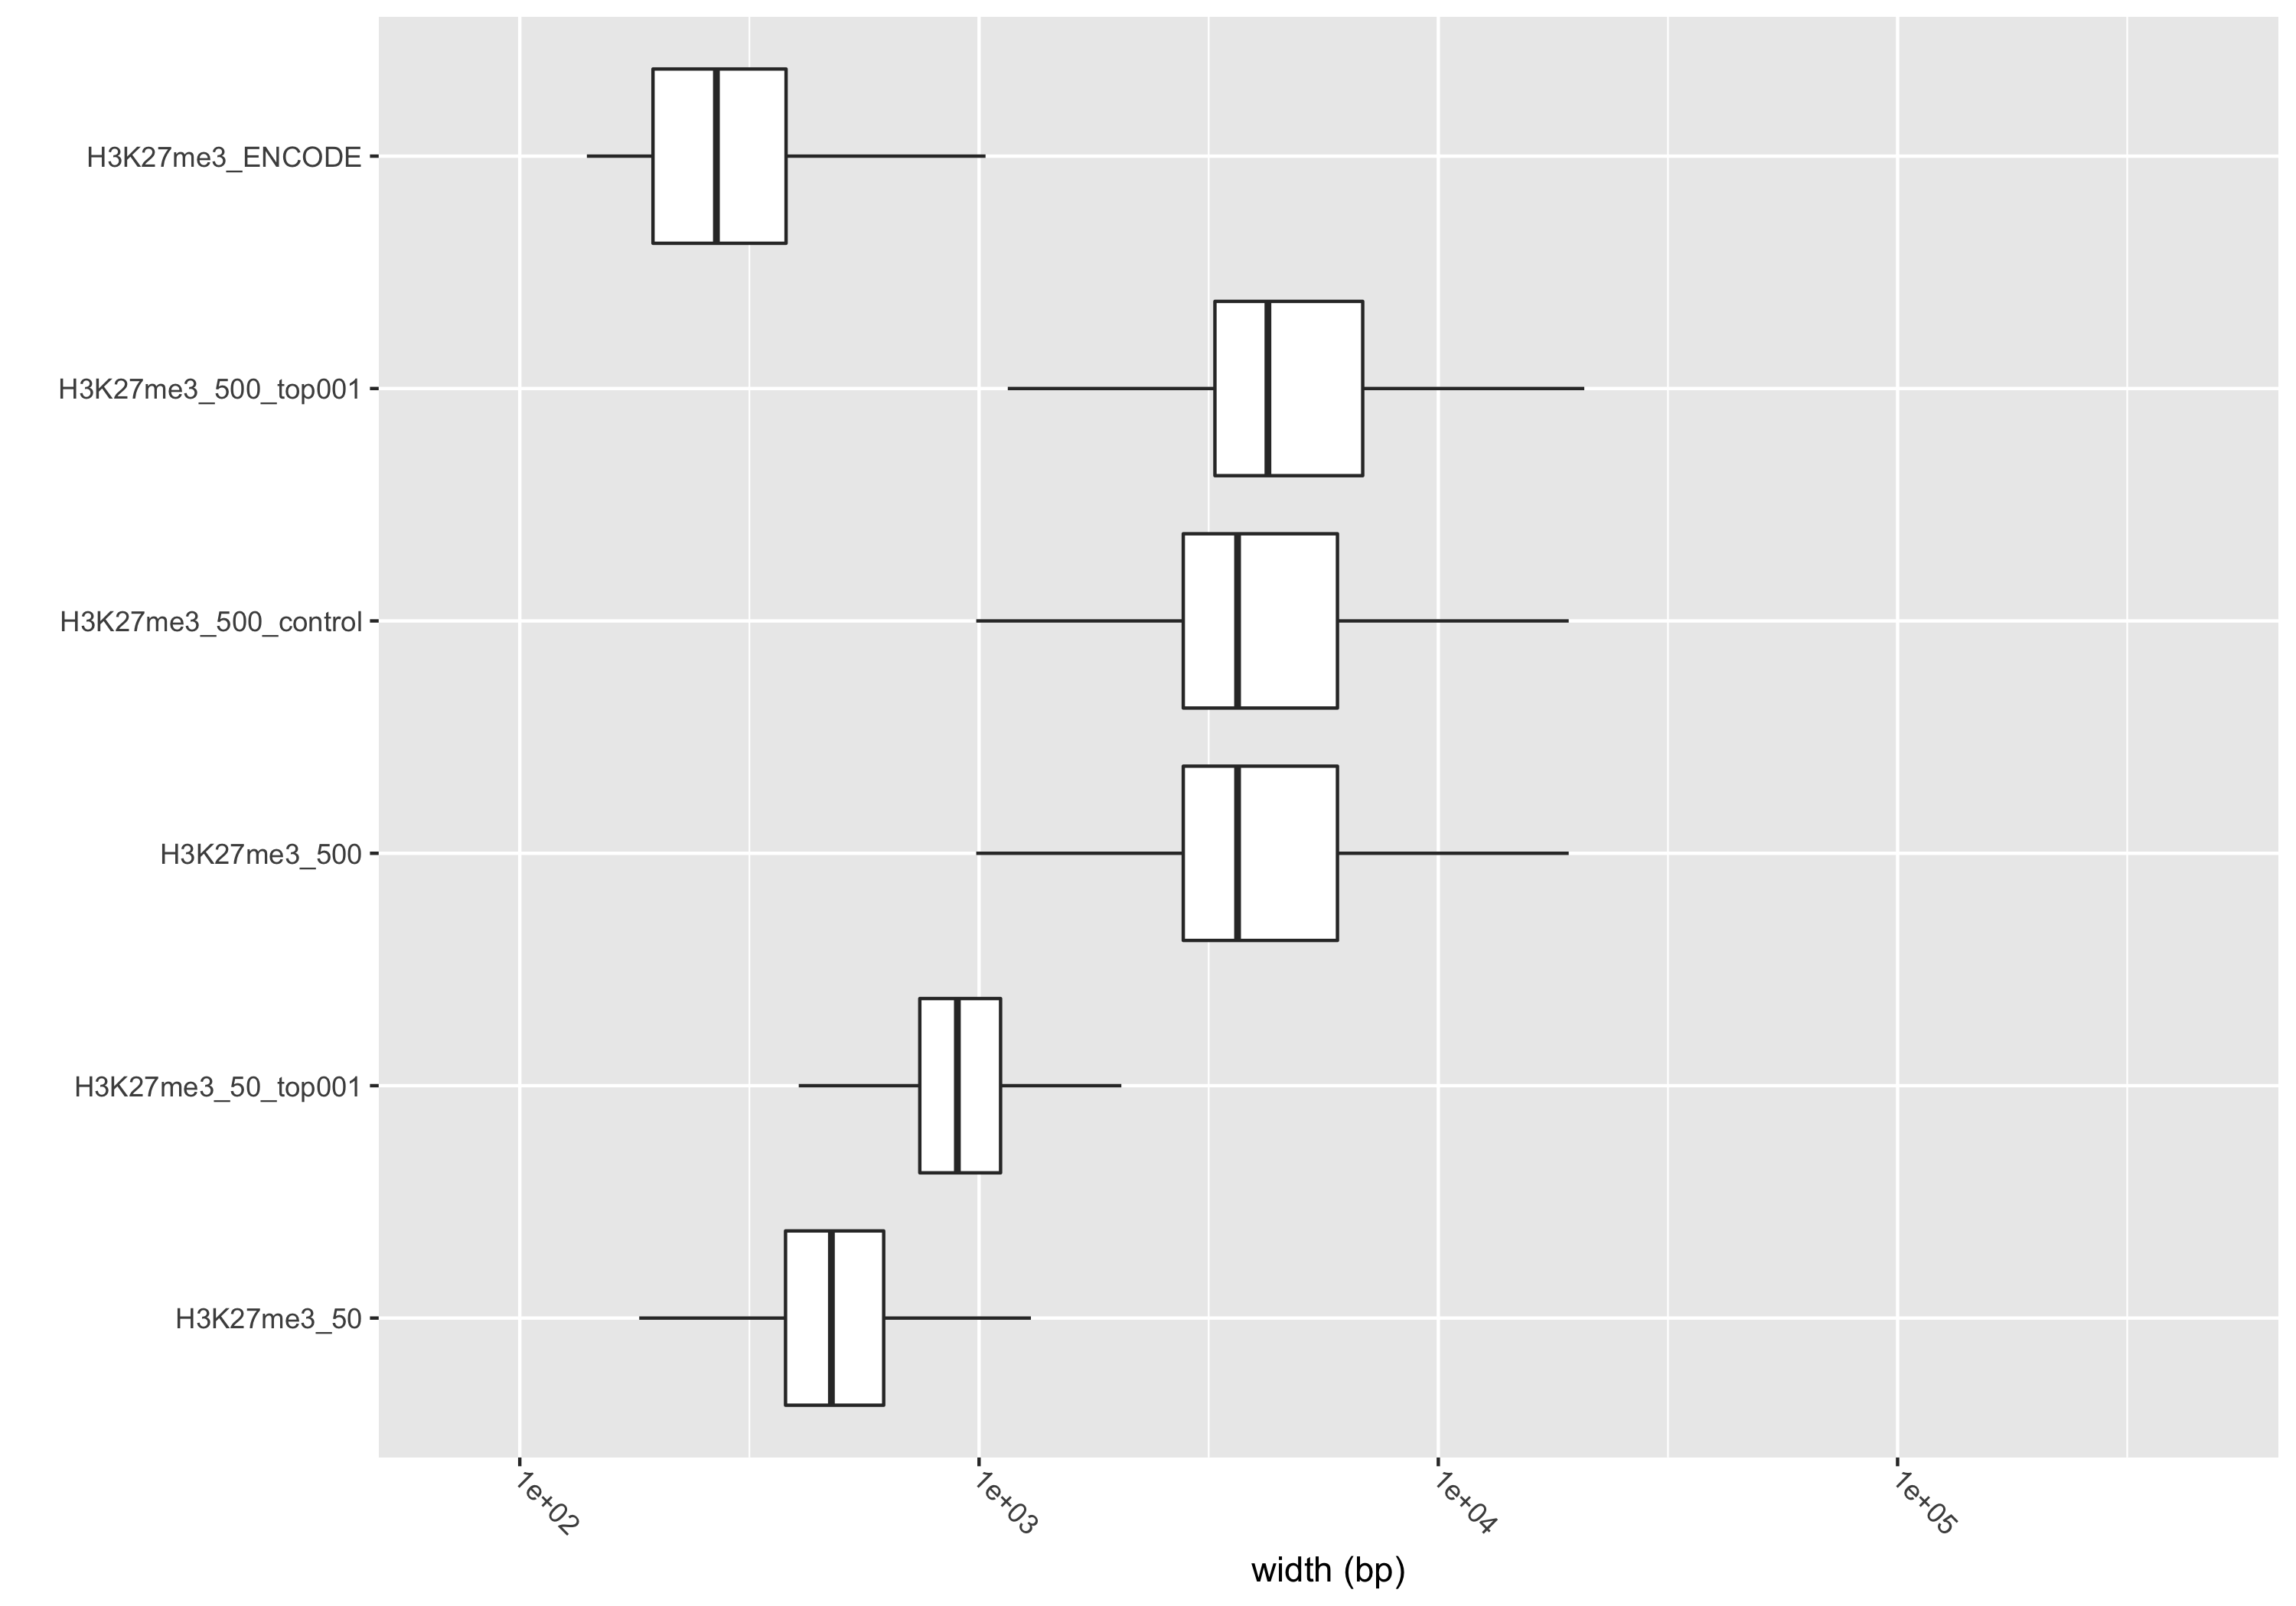 H3K27me3_ENCODE
H3K27me3_500_top001
H3K27me3_500_control
H3K27me3_500
H3K27me3_50_top001
H3K27me3_50
1e+02
1e+03
1e+04
1e+05
width (bp)